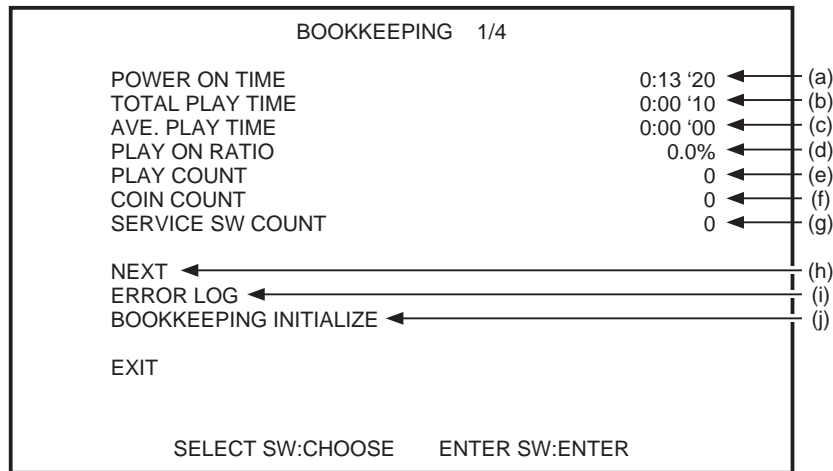 BOOKKEEPING 1/4
POWER ON TIME 0:13 ‘20 (a)
TOTAL PLAY TIME 0:00 ‘10 (b)
AVE. PLAY TIME 0:00 ‘00 (c)
PLAY ON RATIO 0.0% (d)
PLAY COUNT 0 (e)
COIN COUNT 0 (f)
SERVICE SW COUNT 0 (g)
NEXT (h)
ERROR LOG (i)
BOOKKEEPING INITIALIZE (j)
EXIT
SELECT SW:CHOOSE ENTER SW:ENTER